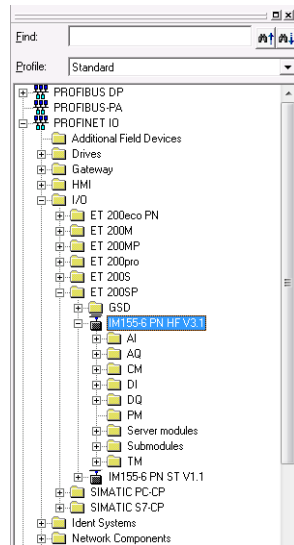 Find:
Profile: Standard
PROFIBUS DP
PROFIBUS-PA
PROFINET IO
Additional Field Devices
Drives
Gateway
HMI
I/O
ET 200eco PN
ET 200M
ET 200MP
ET 200pro
ET 200S
ET 200SP
GSD
IM155-6 PN HF V3.1
AI
AQ
CM
DI
DQ
PM
Server modules
Submodules
TM
IM155-6 PN ST V1.1
SIMATIC PC-CP
SIMATIC S7-CP
Ident Systems
Network Components